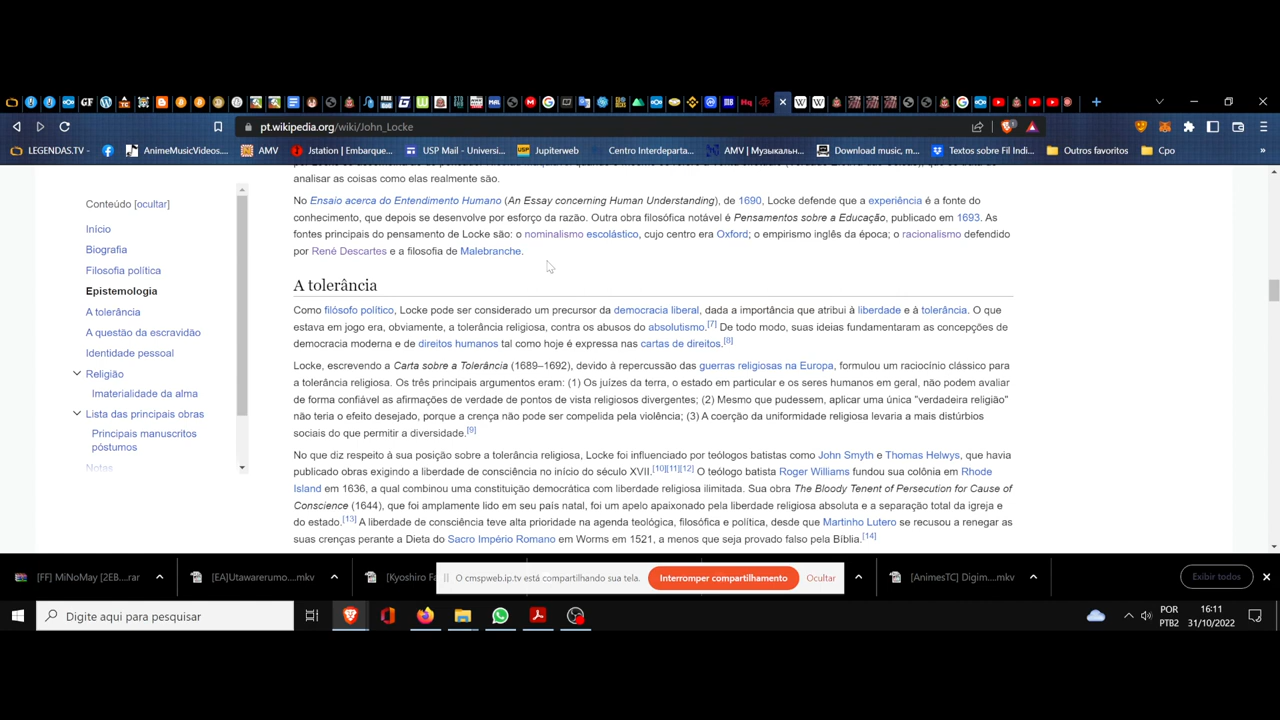 pt.wikipedia.org/wiki/John_Locke
LEGENDAS.TV
AnimeMusicVideos...
AMV
Jstation | Embarque...
USP Mail - Universi...
Jupiterweb
Centro Interdeparta...
AMV | Музыкальн...
Download music, m...
Textos sobre Fil Indi...
Outros favoritos
Cpo
»
analisar as coisas como elas realmente são.
Conteúdo [ocultar]
Início
Biografia
Filosofia política
Epistemologia
A tolerância
A questão da escravidão
Identidade pessoal
Religião
Imaterialidade da alma
Lista das principais obras
Principais manuscritos
póstumos
Notas
No Ensaio acerca do Entendimento Humano (An Essay concerning Human Understanding), de 1690, Locke defende que a experiência é a fonte do
conhecimento, que depois se desenvolve por esforço da razão. Outra obra filosófica notável é Pensamentos sobre a Educação, publicado em 1693. As
fontes principais do pensamento de Locke são: o nominalismo escolástico, cujo centro era Oxford; o empirismo inglês da época; o racionalismo defendido
por René Descartes e a filosofia de Malebranche.
A tolerância
Como filósofo político, Locke pode ser considerado um precursor da democracia liberal, dada a importância que atribui à liberdade e à tolerância. O que
estava em jogo era, obviamente, a tolerância religiosa, contra os abusos do absolutismo.[7] De todo modo, suas ideias fundamentaram as concepções de
democracia moderna e de direitos humanos tal como hoje é expressa nas cartas de direitos.[8]
Locke, escrevendo a Carta sobre a Tolerância (1689–1692), devido à repercussão das guerras religiosas na Europa, formulou um raciocínio clássico para
a tolerância religiosa. Os três principais argumentos eram: (1) Os juízes da terra, o estado em particular e os seres humanos em geral, não podem avaliar
de forma confiável as afirmações de verdade de pontos de vista religiosos divergentes; (2) Mesmo que pudessem, aplicar uma única "verdadeira religião"
não teria o efeito desejado, porque a crença não pode ser compelida pela violência; (3) A coerção da uniformidade religiosa levaria a mais distúrbios
sociais do que permitir a diversidade.[9]
No que diz respeito à sua posição sobre a tolerância religiosa, Locke foi influenciado por teólogos batistas como John Smyth e Thomas Helwys, que havia
publicado obras exigindo a liberdade de consciência no início do século XVII.[10][11][12] O teólogo batista Roger Williams fundou sua colônia em Rhode
Island em 1636, a qual combinou uma constituição democrática com liberdade religiosa ilimitada. Sua obra The Bloody Tenent of Persecution for Cause of
Conscience (1644), que foi amplamente lido em seu país natal, foi um apelo apaixonado pela liberdade religiosa absoluta e a separação total da igreja e
do estado.[13] A liberdade de consciência teve alta prioridade na agenda teológica, filosófica e política, desde que Martinho Lutero se recusou a renegar as
suas crenças perante a Dieta do Sacro Império Romano em Worms em 1521, a menos que seja provado falso pela Bíblia.[14]
[FF] MiNoMay [2EB....rar
[EA]Utawarerumo....mkv
[Kyoshiro Fa
O cmspweb.ip.tv está compartilhando sua tela.
Interromper compartilhamento
Ocultar
[AnimesTC] Digim....mkv
Exibir todos
Digite aqui para pesquisar
POR
PTB2
16:11
31/10/2022